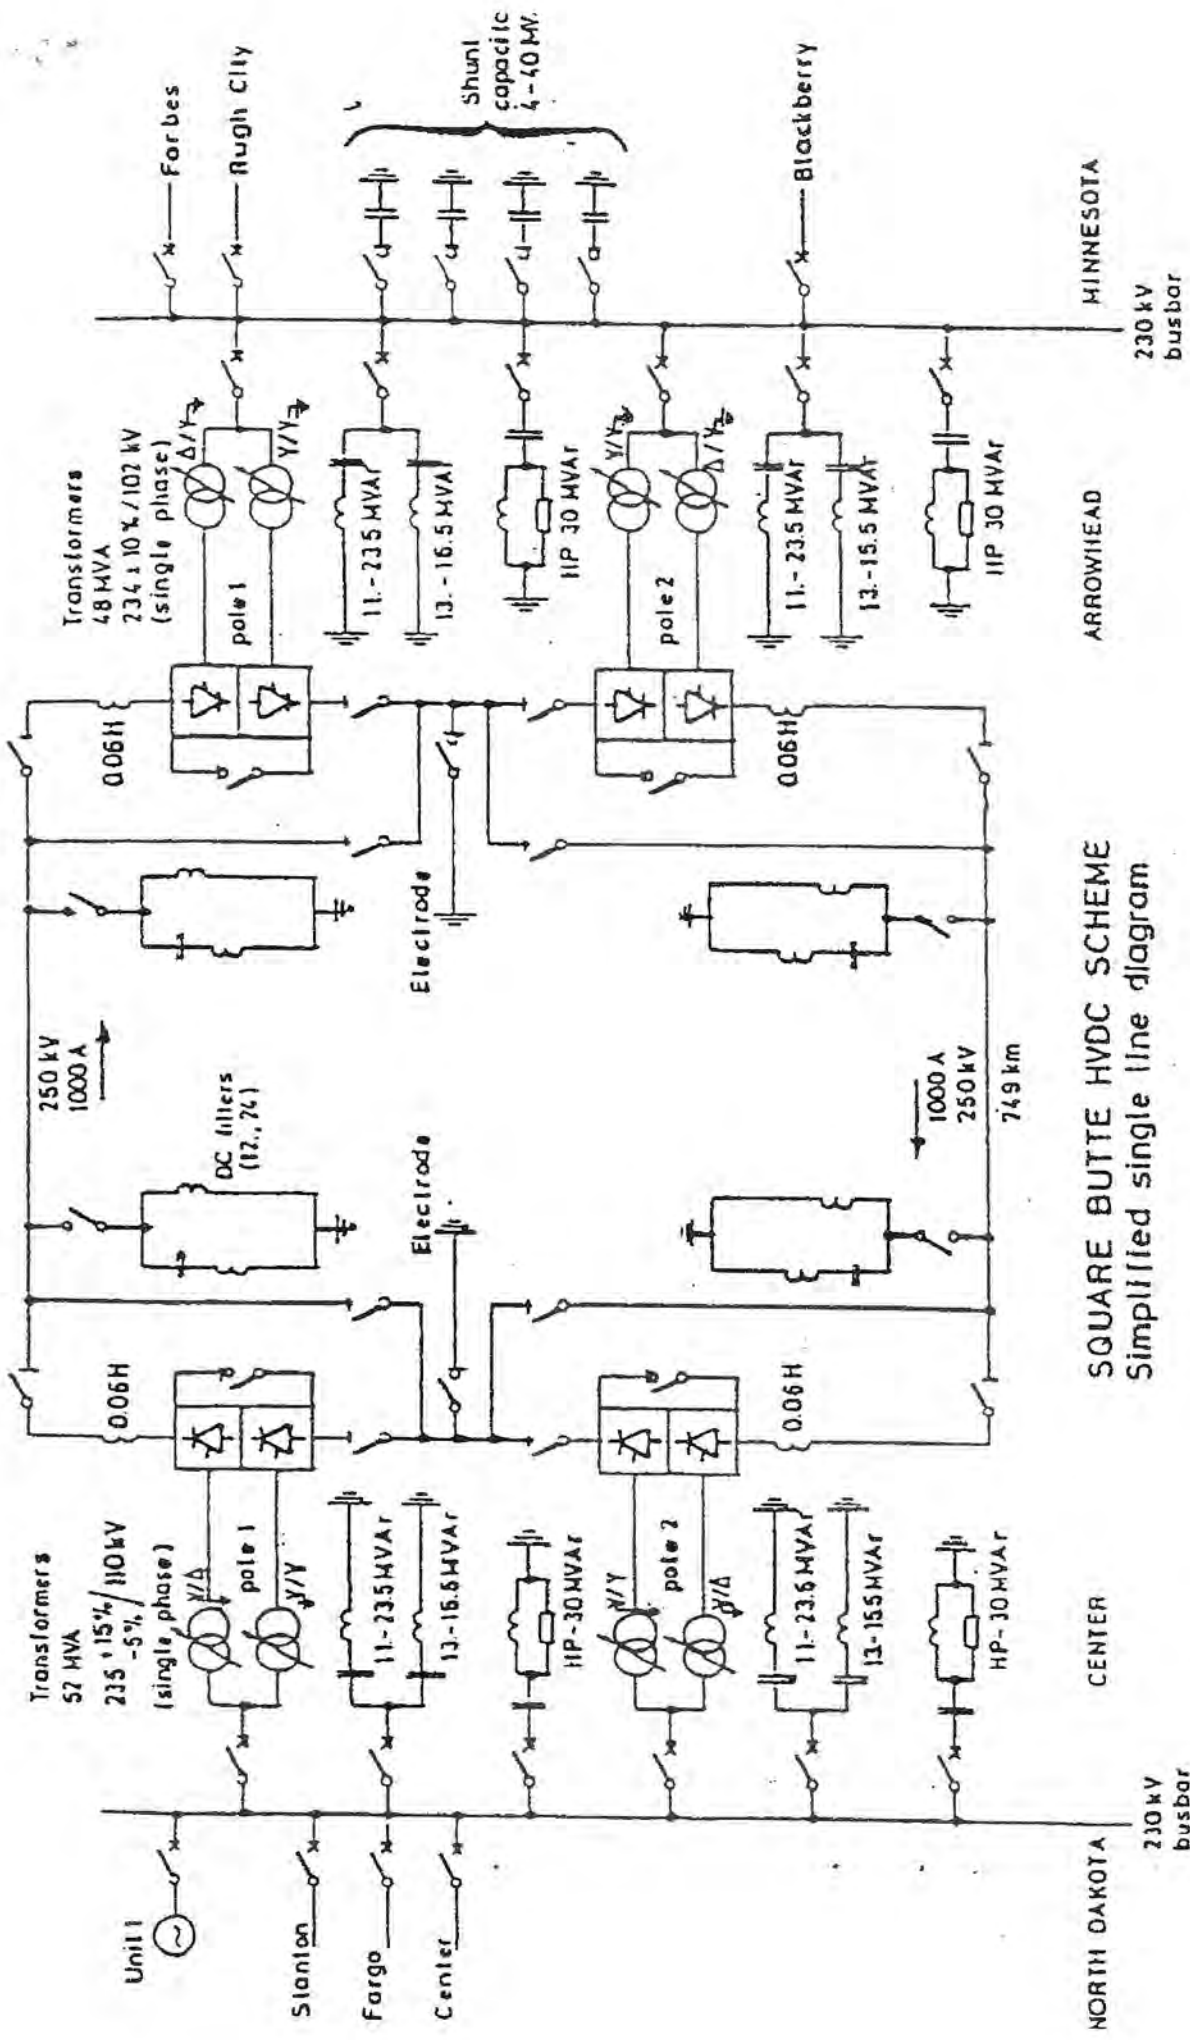 Unit 1
Stanton
Fargo
Center
NORTH DAKOTA
230 kV
busbar
Transformers
52 MVA
235 + 15% / 110 kV
-5%
(single phase)
Y/Δ
pole 1
Y/Y
11.-23.5 MVAr
13.-15.5 MVAr
HP-30 MVAr
Y/Y
pole 2
Y/Δ
11.-23.5 MVAr
13.-15.5 MVAr
HP-30 MVAr
CENTER
0.06H
0.06H
Electrode
DC filters
(12., 24)
250 kV
1000 A
1000 A
250 kV
749 km
Electrode
0.06H
0.06H
Transformers
48 MVA
234 ± 10% / 102 kV
(single phase)
Δ/Y
pole 1
Y/Y
11.-23.5 MVAr
13.-16.5 MVAr
HP 30 MVAr
Y/Y
pole 2
Δ/Y
11.-23.5 MVAr
13.-15.5 MVAr
HP 30 MVAr
ARROWHEAD
Forbes
Rugh City
Shunt
capacitc
4-40 MV.
Blackberry
MINNESOTA
230 kV
busbar
SQUARE BUTTE HVDC SCHEME
Simplified single line diagram